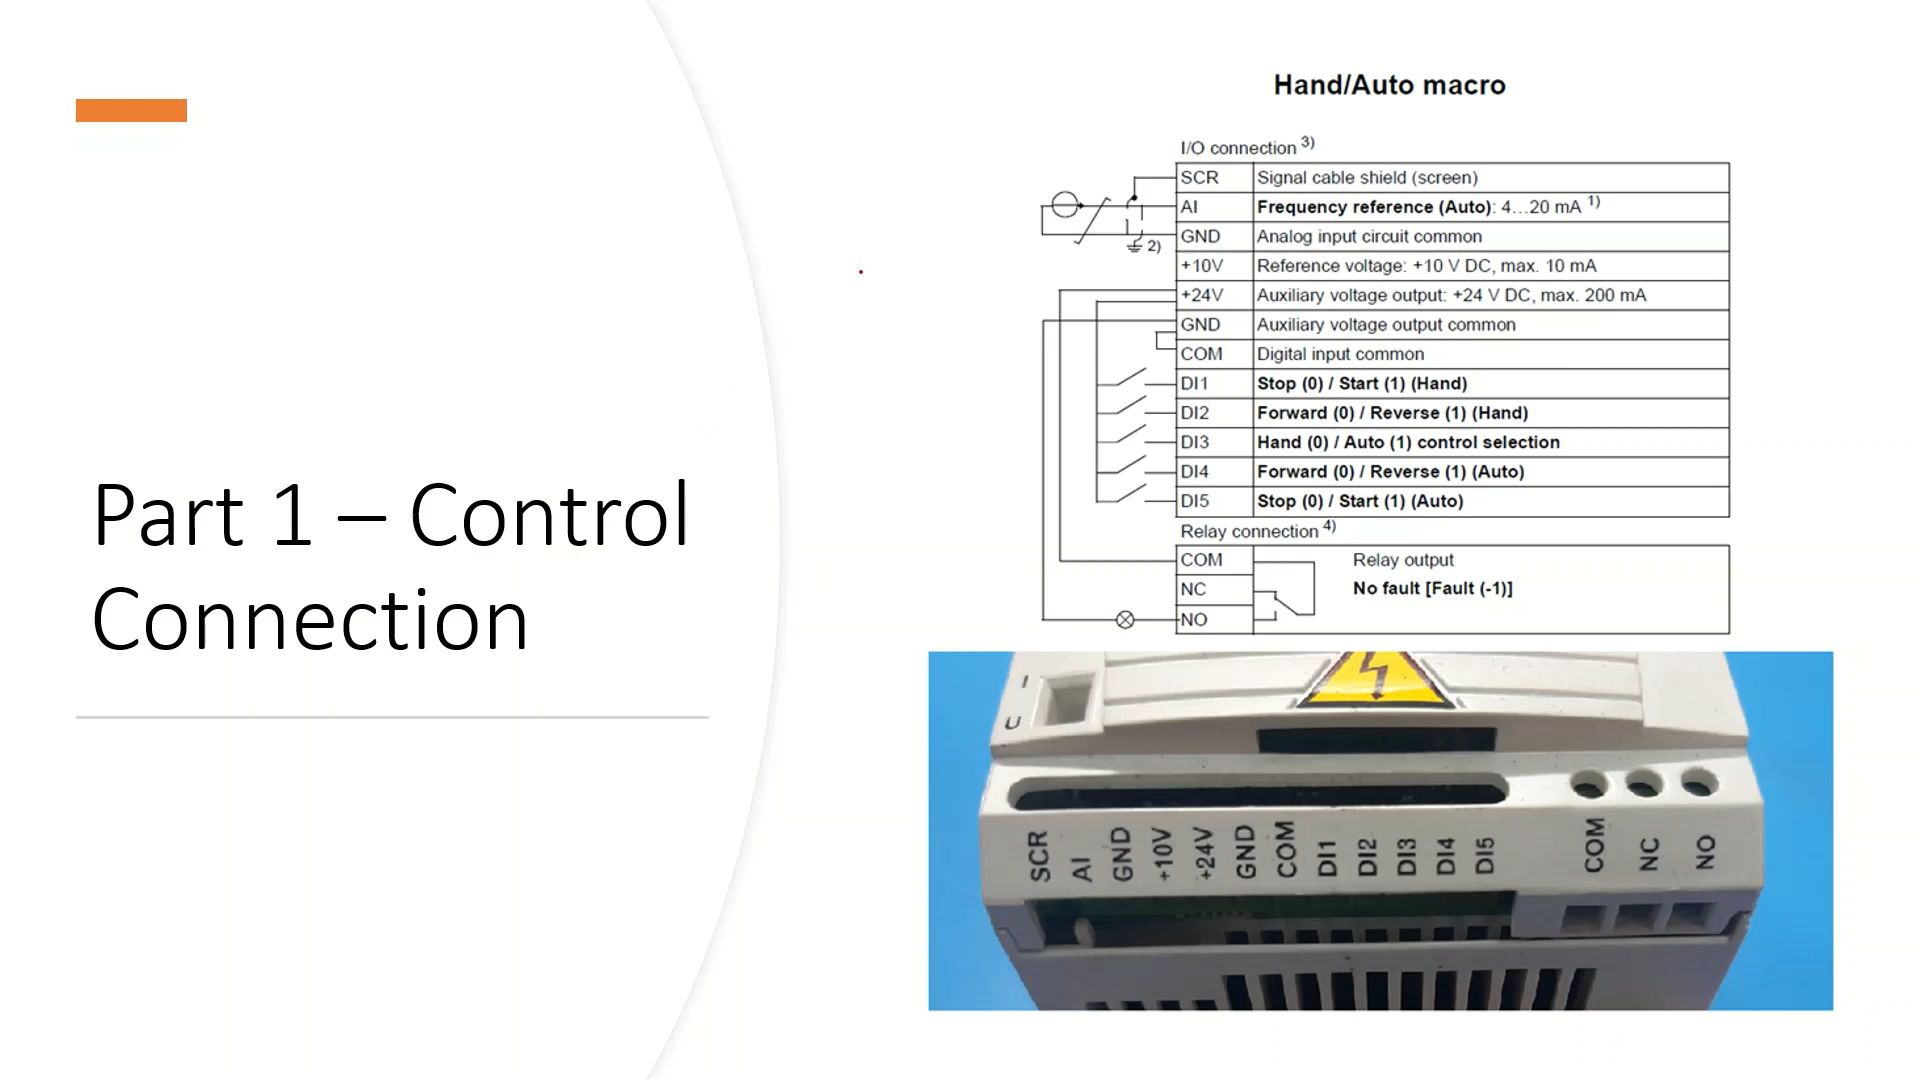 Part 1 – Control
Connection
Hand/Auto macro
I/O connection 3)
SCR Signal cable shield (screen)
AI Frequency reference (Auto): 4…20 mA 1)
GND Analog input circuit common
2)
+10V Reference voltage: +10 V DC, max. 10 mA
+24V Auxiliary voltage output: +24 V DC, max. 200 mA
GND Auxiliary voltage output common
COM Digital input common
DI1 Stop (0) / Start (1) (Hand)
DI2 Forward (0) / Reverse (1) (Hand)
DI3 Hand (0) / Auto (1) control selection
DI4 Forward (0) / Reverse (1) (Auto)
DI5 Stop (0) / Start (1) (Auto)
Relay connection 4)
COM Relay output
NC No fault [Fault (-1)]
NO
I
U
SCR AI GND +10V +24V GND COM DI1 DI2 DI3 DI4 DI5 COM NC NO